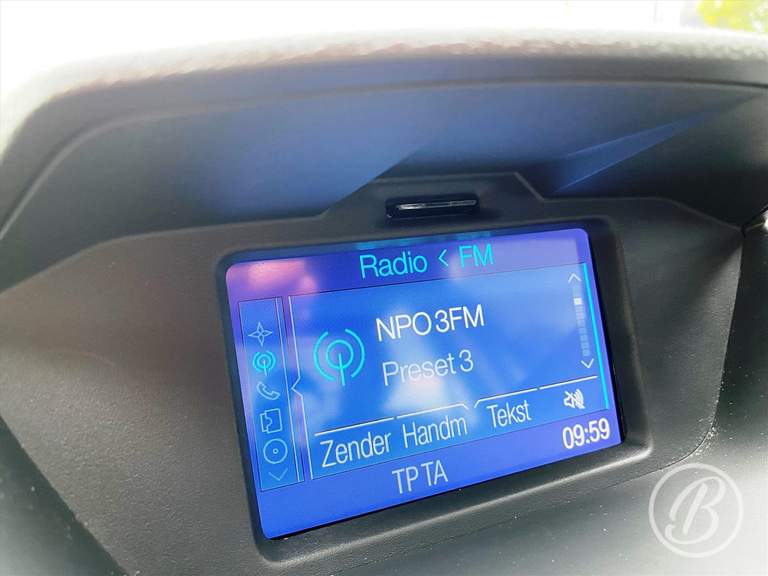 Radio < FM
NPO 3FM
Preset 3
Zender Handm Tekst
TP TA
09:59
B